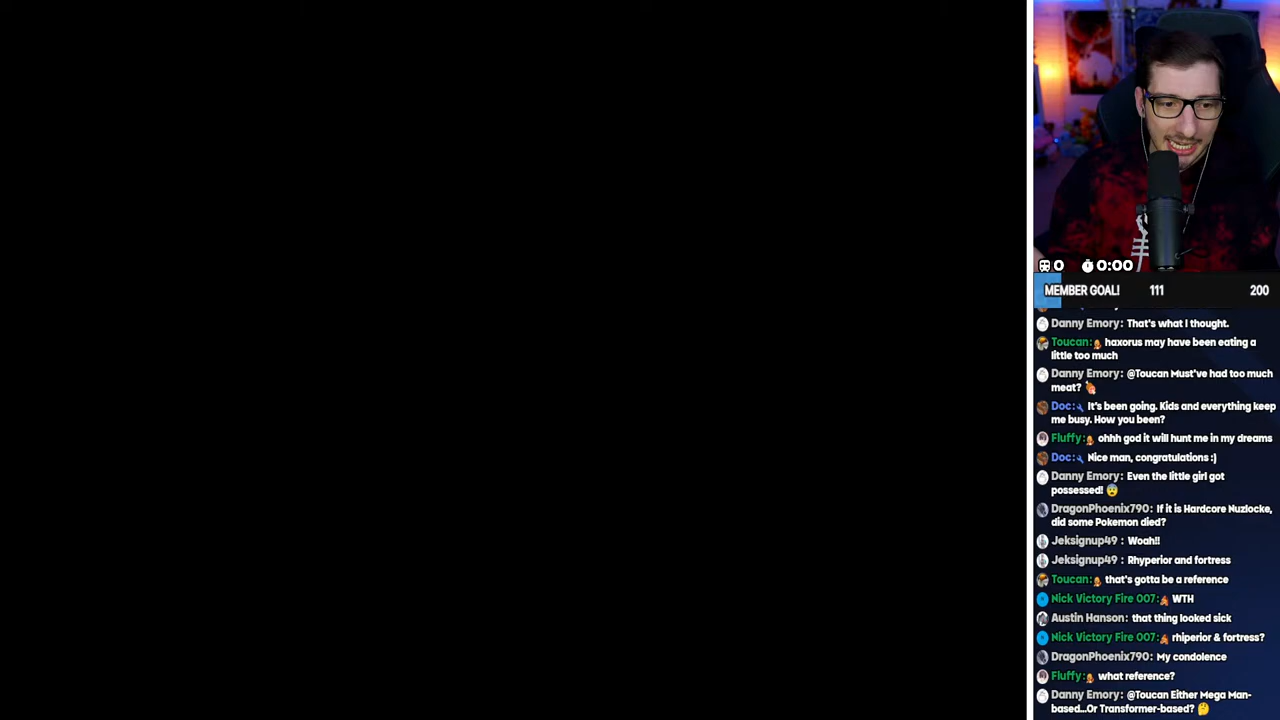 0 0:00
MEMBER GOAL! 111 200
Danny Emory: That's what I thought.
Toucan: haxorus may have been eating a
little too much
Danny Emory: @Toucan Must've had too much
meat? 🍖
Doc: It's been going. Kids and everything keep
me busy. How you been?
Fluffy: ohhh god it will hunt me in my dreams
Doc: Nice man, congratulations :)
Danny Emory: Even the little girl got
possessed! 😨
DragonPhoenix790: If it is Hardcore Nuzlocke,
did some Pokemon died?
Jeksignup49 : Woah!!
Jeksignup49 : Rhyperior and fortress
Toucan: that's gotta be a reference
Nick Victory Fire 007: WTH
Austin Hanson: that thing looked sick
Nick Victory Fire 007: rhiperior & fortress?
DragonPhoenix790: My condolence
Fluffy: what reference?
Danny Emory: @Toucan Either Mega Man-
based...Or Transformer-based? 🤔